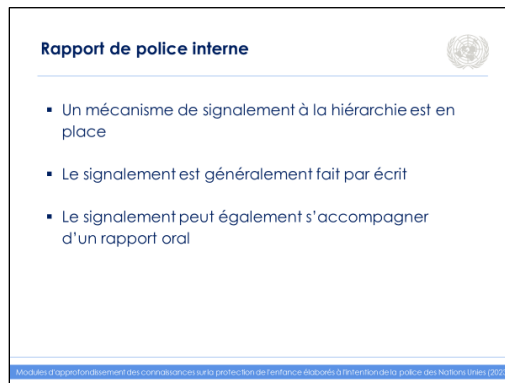 Rapport de police interne
▪ Un mécanisme de signalement à la hiérarchie est en
place
▪ Le signalement est généralement fait par écrit
▪ Le signalement peut également s'accompagner
d'un rapport oral
Modules d'approfondissement des connaissances sur la protection de l'enfance élaborés à l'intention de la police des Nations Unies